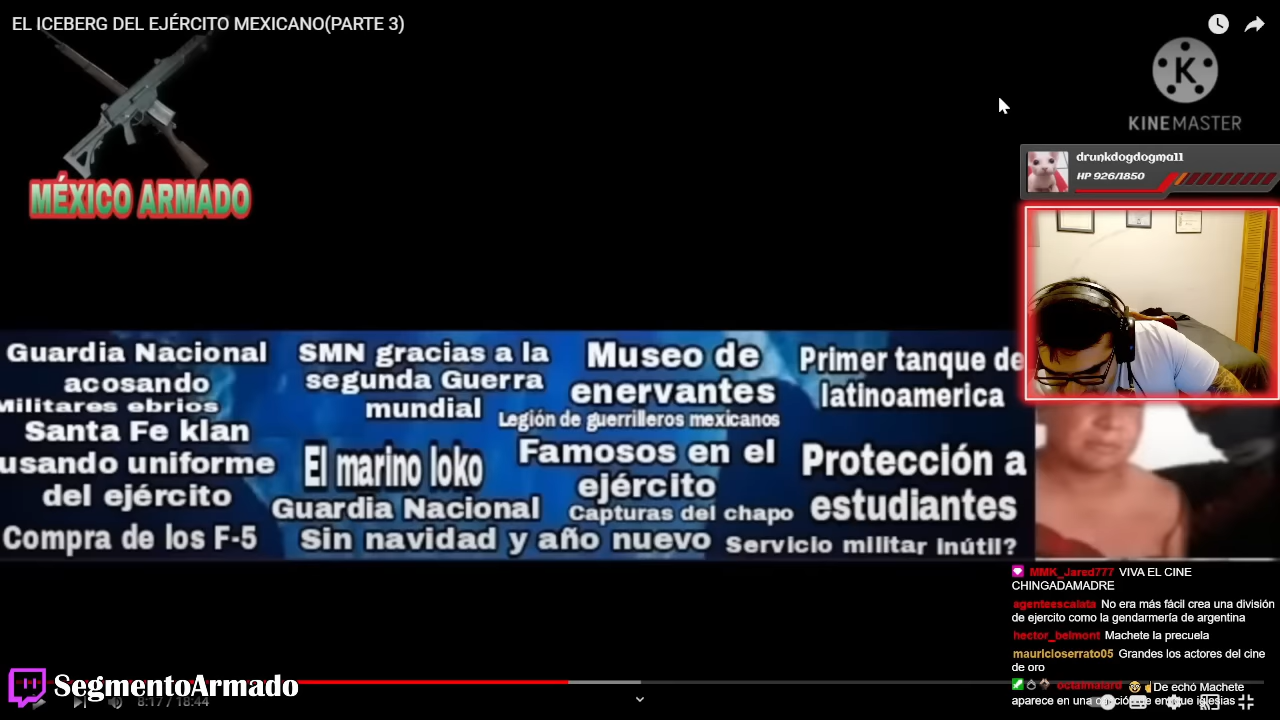 EL ICEBERG DEL EJÉRCITO MEXICANO(PARTE 3)
K
KINEMASTER
MÉXICO ARMADO
drunkdogdogma11
HP 926/1850
Guardia Nacional
acosando
Militares ebrios
Santa Fe klan
usando uniforme
del ejército
Compra de los F-5
SMN gracias a la
segunda Guerra
mundial
El marino loko
Guardia Nacional
Sin navidad y año nuevo
Museo de
enervantes
Legión de guerrilleros mexicanos
Famosos en el
ejército
Capturas del chapo
Primer tanque de
latinoamerica
Protección a
estudiantes
Servicio militar inútil?
MMK_Jared777 VIVA EL CINE
CHINGADAMADRE
agenteescalata No era más fácil crea una división
de ejercito como la gendarmería de argentina
hector_belmont Machete la precuela
mauricioserrato05 Grandes los actores del cine
de oro
octalmalaro De echó Machete
aparece en una
iglesias
SegmentoArmado
8:17 / 18:44